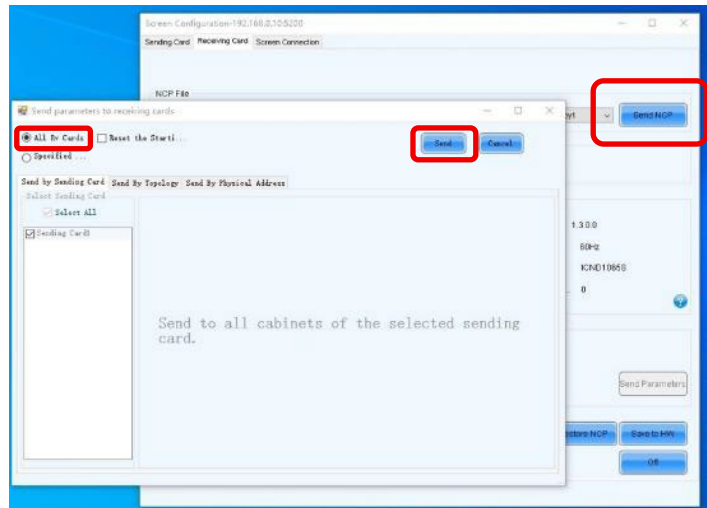 Screen Configuration-192.168.0.10:5200
Sending Card Receiving Card Screen Connection
NCP File
Send NCP
Send parameters to receiving cards
All Rv Cards Reset the Starti...
Specified ...
Send Cancel
Send by Sending Card Send By Topology Send By Physical Address
Select Sending Card
Select All
Sending Card1
Send to all cabinets of the selected sending
card.
1.3.0.0
60Hz
0
Send Parameters
Restore NCP Save to HW